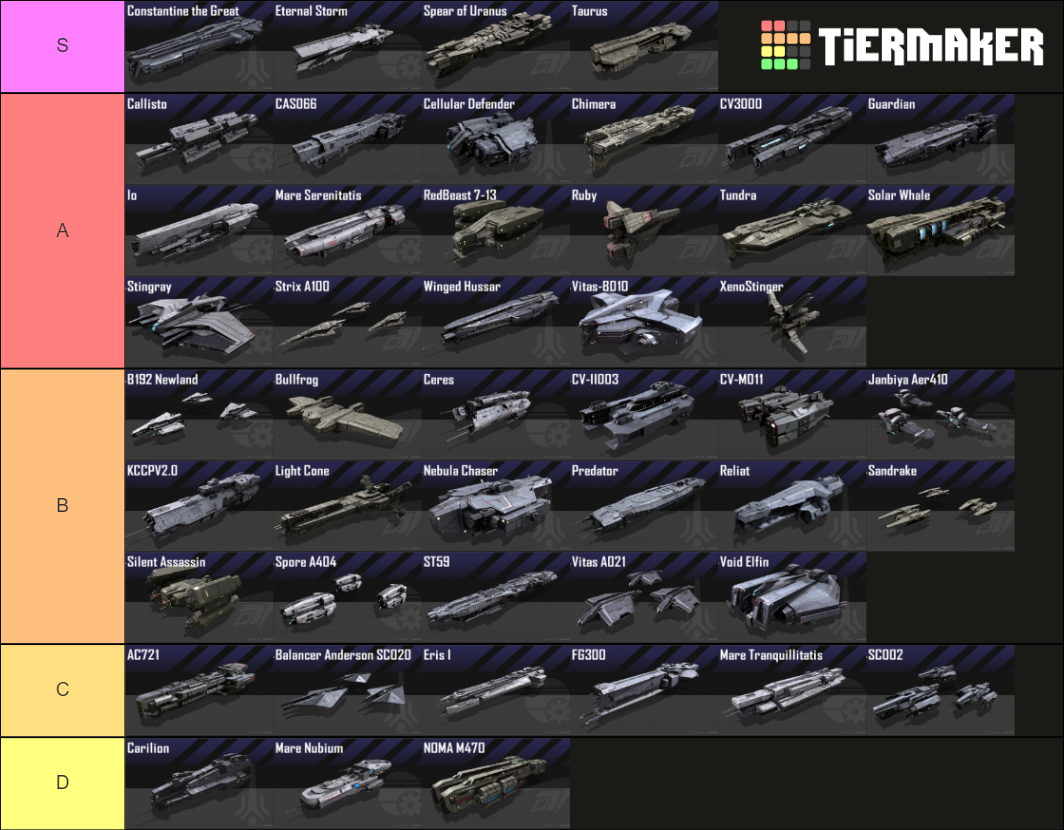 S
Constantine the Great
Eternal Storm
Spear of Uranus
Taurus
TiERMAKER
A
Callisto
CAS066
Cellular Defender
Chimera
CV3000
Guardian
Io
Mare Serenitatis
RedBeast 7-13
Ruby
Tundra
Solar Whale
Stingray
Strix A100
Winged Hussar
Vitas-B010
XenoStinger
B
B192 Newland
Bullfrog
Ceres
CV-II003
CV-M011
Janbiya Aer410
KCCPV2.0
Light Cone
Nebula Chaser
Predator
Reliat
Sandrake
Silent Assassin
Spore A404
ST59
Vitas A021
Void Elfin
C
AC721
Balancer Anderson SC020
Eris I
FG300
Mare Tranquillitatis
SC002
D
Carilion
Mare Nubium
NOMA M470